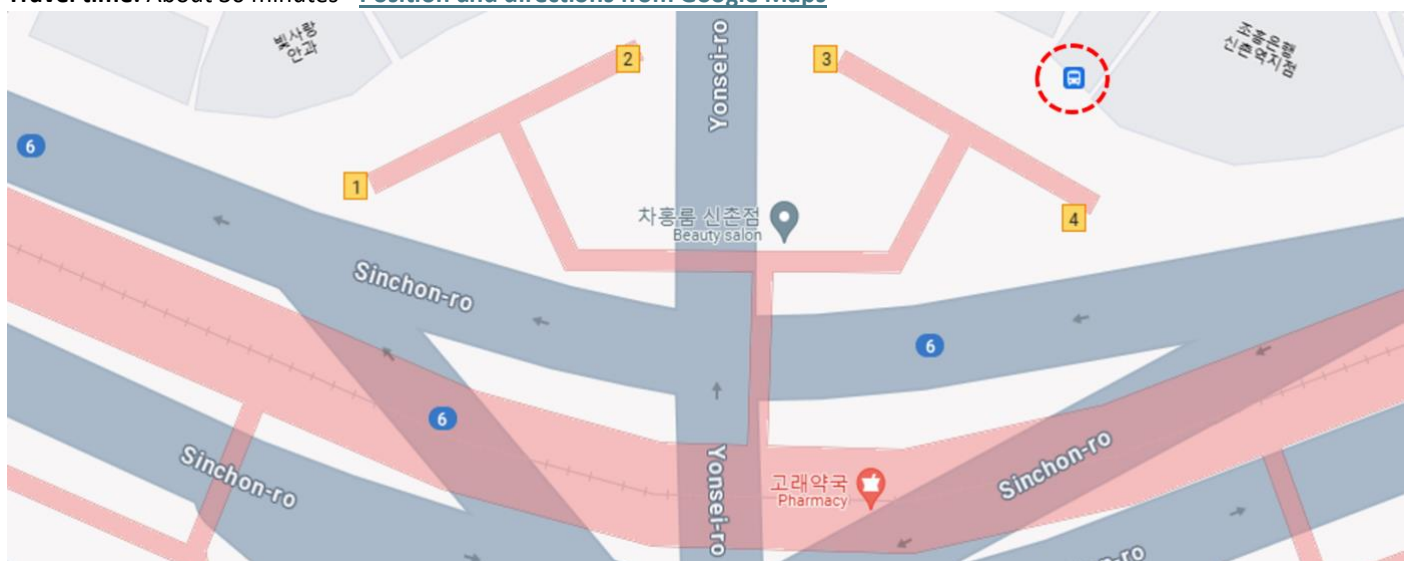 Travel time: About 30 minutes - Position and directions from Google Maps
빛사랑
안과
2
Yonsei-ro
3
조흥은행
신촌역지점
6
1
차홍룸 신촌점
Beauty salon
4
Sinchon-ro
6
6
Sinchon-ro
Yonsei-ro
고래약국
Pharmacy
Sinchon-ro
ro